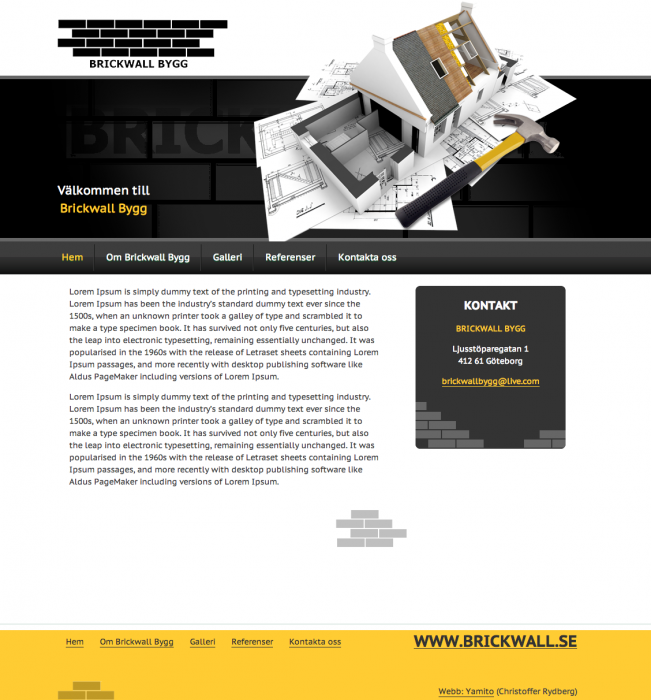 BRICKWALL BYGG
BRICK
Välkommen till
Brickwall Bygg
Hem Om Brickwall Bygg Galleri Referenser Kontakta oss
Lorem Ipsum is simply dummy text of the printing and typesetting industry.
Lorem Ipsum has been the industry's standard dummy text ever since the
1500s, when an unknown printer took a galley of type and scrambled it to
make a type specimen book. It has survived not only five centuries, but also
the leap into electronic typesetting, remaining essentially unchanged. It was
popularised in the 1960s with the release of Letraset sheets containing Lorem
Ipsum passages, and more recently with desktop publishing software like
Aldus PageMaker including versions of Lorem Ipsum.
Lorem Ipsum is simply dummy text of the printing and typesetting industry.
Lorem Ipsum has been the industry's standard dummy text ever since the
1500s, when an unknown printer took a galley of type and scrambled it to
make a type specimen book. It has survived not only five centuries, but also
the leap into electronic typesetting, remaining essentially unchanged. It was
popularised in the 1960s with the release of Letraset sheets containing Lorem
Ipsum passages, and more recently with desktop publishing software like
Aldus PageMaker including versions of Lorem Ipsum.
KONTAKT
BRICKWALL BYGG
Ljusstöparegatan 1
412 61 Göteborg
brickwallbygg@live.com
Hem Om Brickwall Bygg Galleri Referenser Kontakta oss
WWW.BRICKWALL.SE
Webb: Yamito (Christoffer Rydberg)